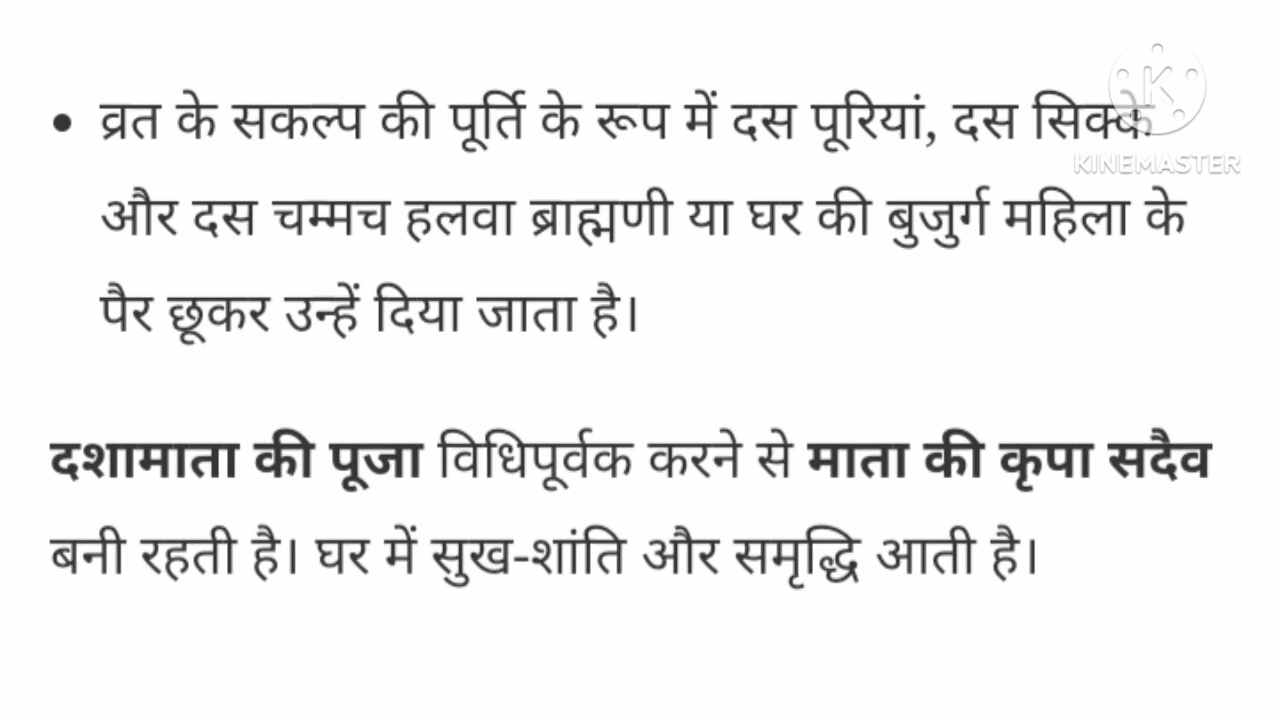 • व्रत के सकल्प की पूर्ति के रूप में दस पूरियां, दस सिक्के
और दस चम्मच हलवा ब्राह्मणी या घर की बुजुर्ग महिला के
पैर छूकर उन्हें दिया जाता है।
दशामाता की पूजा विधिपूर्वक करने से माता की कृपा सदैव
बनी रहती है। घर में सुख-शांति और समृद्धि आती है।
K
KINEMASTER